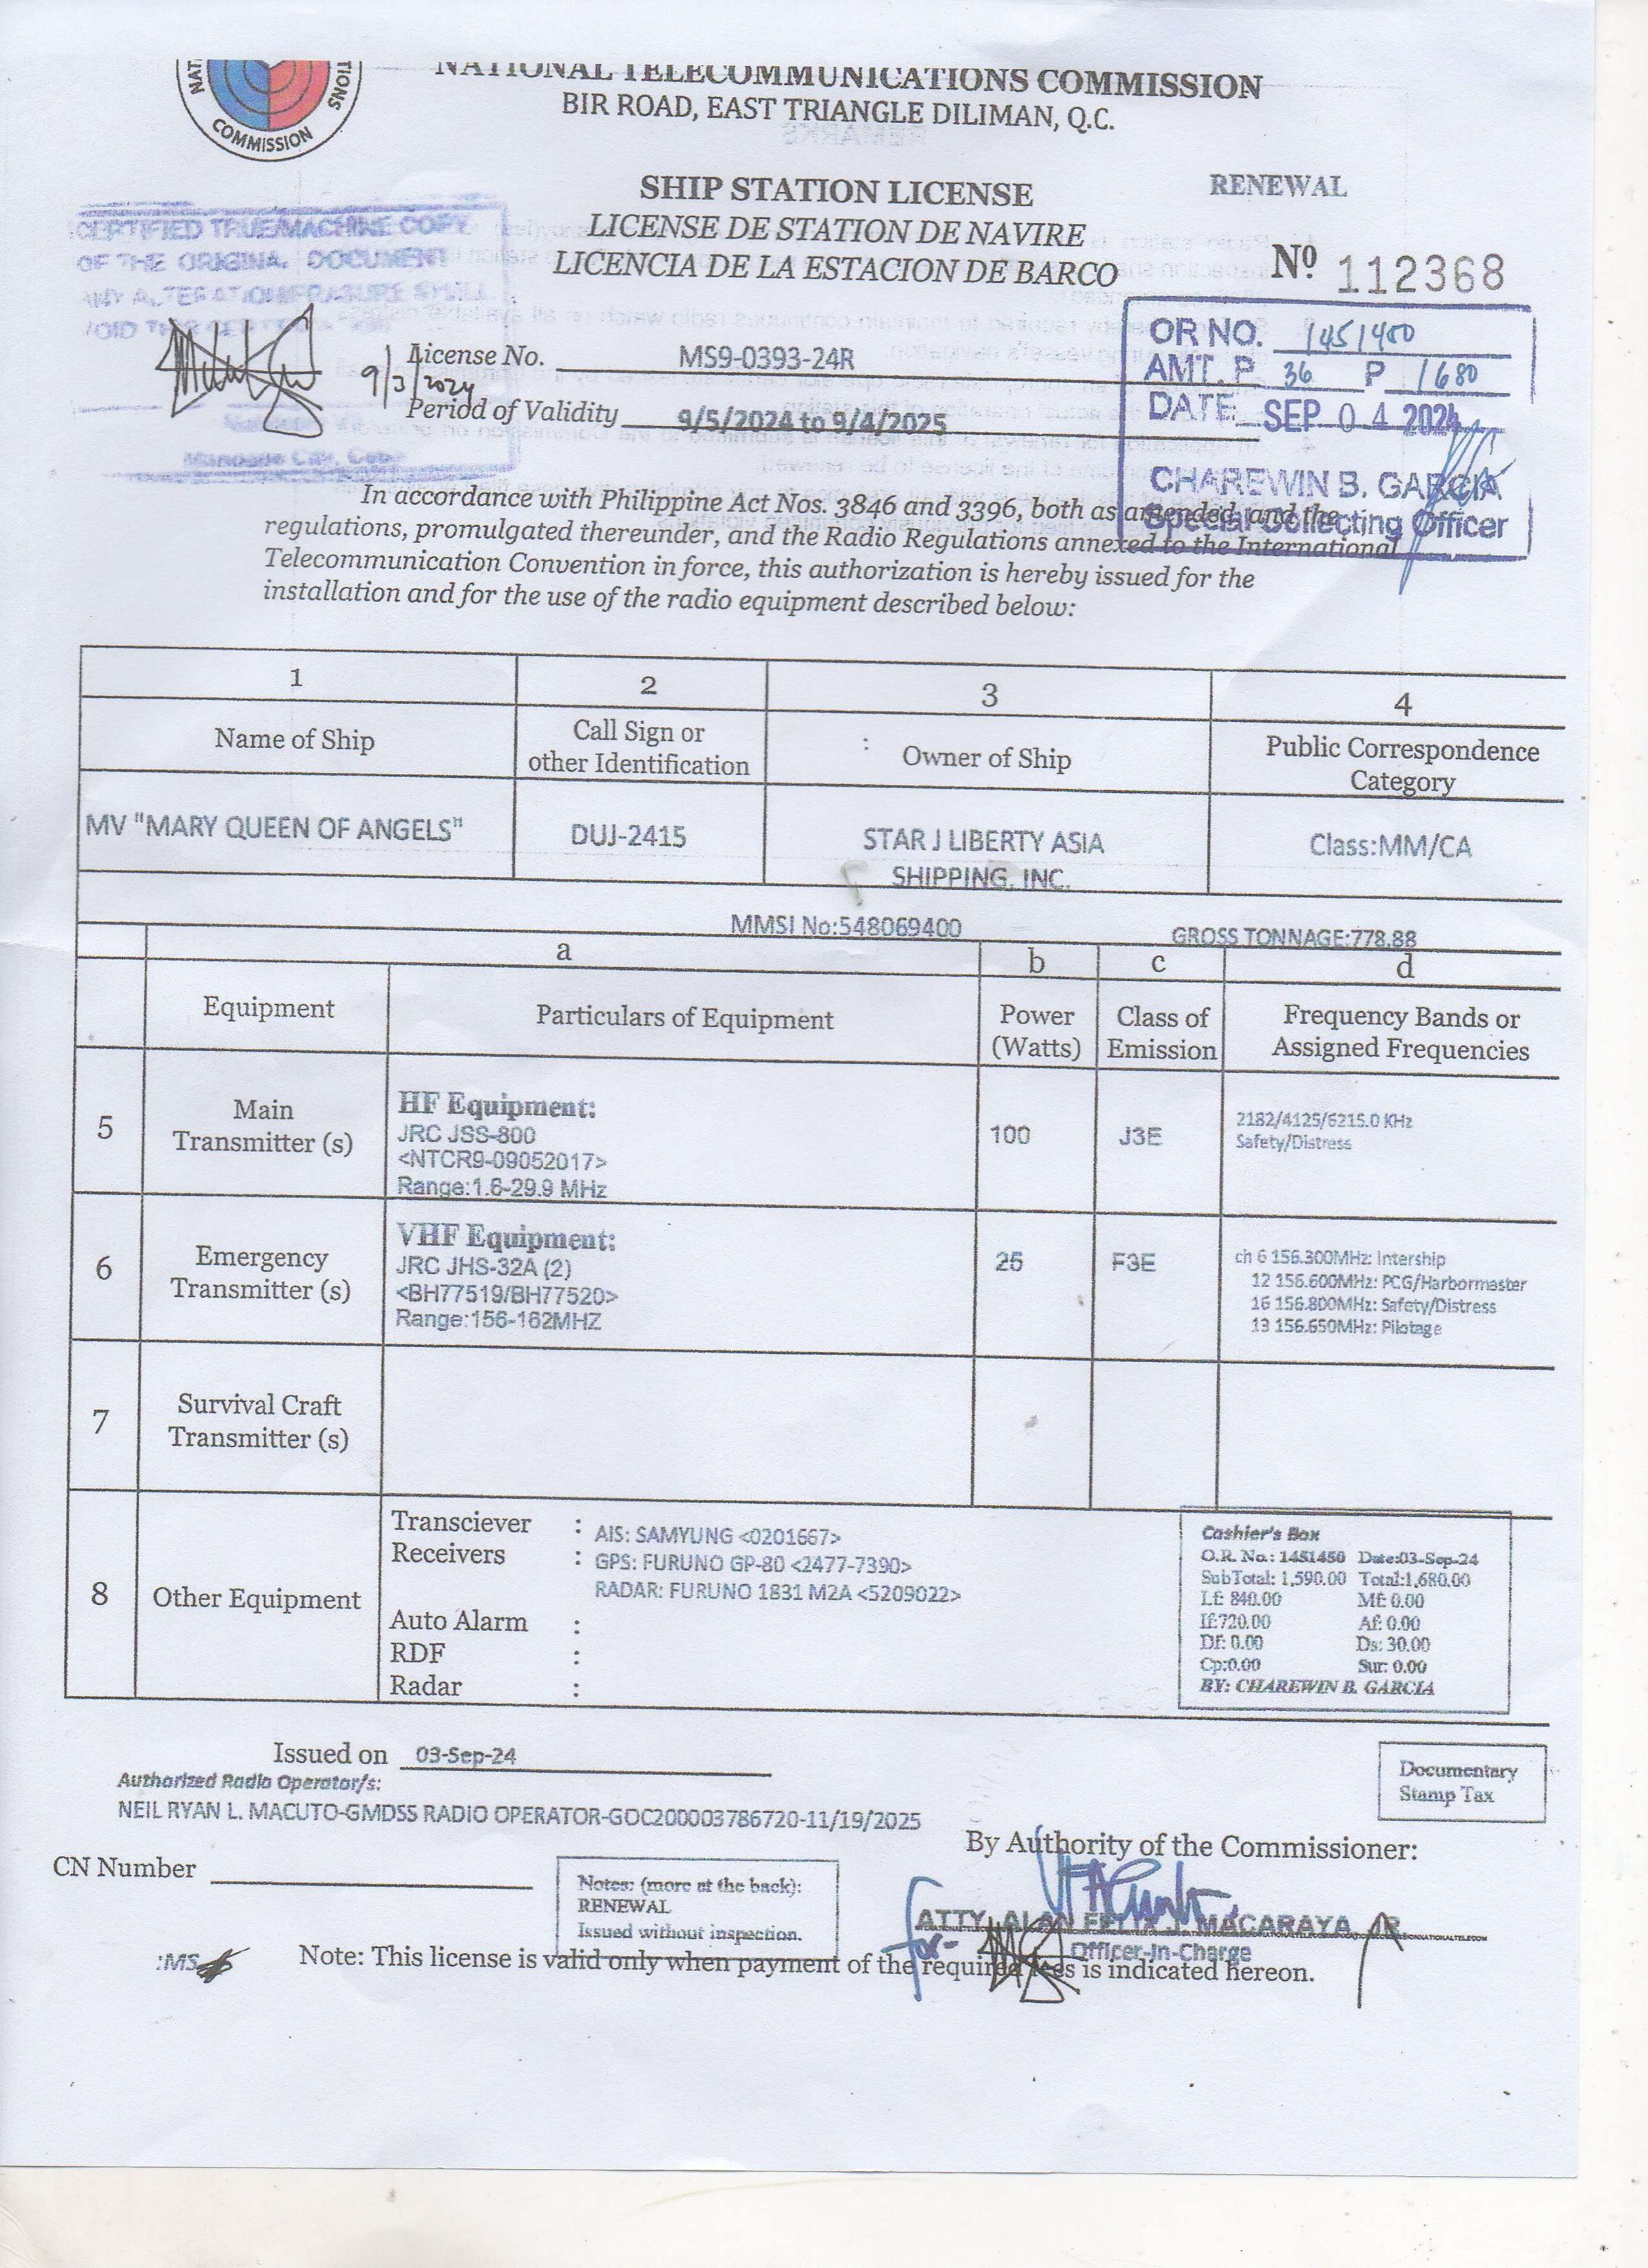 NATIONAL TELECOMMUNICATIONS COMMISSION
BIR ROAD, EAST TRIANGLE DILIMAN, Q.C.
COMMISSION
SHIP STATION LICENSE
RENEWAL
LICENSE DE STATION DE NAVIRE
LICENCIA DE LA ESTACION DE BARCO
Nº 112368
CERTIFIED TRUE/MACHINE COPY
OF THE ORIGINA. DOCUMENT
ANY ALTERATION/ERASURE SHALL
VOID THIS
9/3/2024
License No. MS9-0393-24R
Period of Validity 9/5/2024 to 9/4/2025
OR NO. 1451450
AMT. P 36 P 1680
DATE SEP 04 2024
CHAREWIN B. GARCIA
Special Collecting Officer
In accordance with Philippine Act Nos. 3846 and 3396, both as amended, and the
regulations, promulgated thereunder, and the Radio Regulations annexed to the International
Telecommunication Convention in force, this authorization is hereby issued for the
installation and for the use of the radio equipment described below:
1 2 3 4
Name of Ship
Call Sign or
other Identification
: Owner of Ship
Public Correspondence
Category
MV "MARY QUEEN OF ANGELS"
DUJ-2415
STAR J LIBERTY ASIA
SHIPPING, INC.
Class:MM/CA
MMSI No:548069400
GROSS TONNAGE:778.88
a b c d
Equipment
Particulars of Equipment
Power
(Watts)
Class of
Emission
Frequency Bands or
Assigned Frequencies
5
Main
Transmitter (s)
HF Equipment:
JRC JSS-800
<NTCR9-09052017>
Range:1.6-29.9 MHz
100
J3E
2182/4125/6215.0 KHz
Safety/Distress
6
Emergency
Transmitter (s)
VHF Equipment:
JRC JHS-32A (2)
<BH77519/BH77520>
Range:156-162MHZ
25
F3E
ch 6 156.300MHz: Intership
12 156.600MHz: PCG/Harbormaster
16 156.800MHz: Safety/Distress
13 156.650MHz: Pilotage
7
Survival Craft
Transmitter (s)
8
Other Equipment
Transciever : AIS: SAMYUNG <0201667>
Receivers : GPS: FURUNO GP-80 <2477-7390>
RADAR: FURUNO 1831 M2A <5209022>
Auto Alarm :
RDF :
Radar :
Cashier's Box
O.R. No.: 1451450 Date:03-Sep-24
SubTotal: 1,590.00 Total:1,680.00
Lf: 840.00 Mf: 0.00
If:720.00 Af: 0.00
Df: 0.00 Ds: 30.00
Cp:0.00 Sur: 0.00
BY: CHAREWIN B. GARCIA
Issued on 03-Sep-24
Authorized Radio Operator/s:
NEIL RYAN L. MACUTO-GMDSS RADIO OPERATOR-GOC200003786720-11/19/2025
Documentary
Stamp Tax
By Authority of the Commissioner:
CN Number
Notes: (more at the back):
RENEWAL
Issued without inspection.
for-
ATTY. ALAN FELIX J. MACARAYA JR
Officer-In-Charge
:MS
Note: This license is valid only when payment of the required fees is indicated hereon.